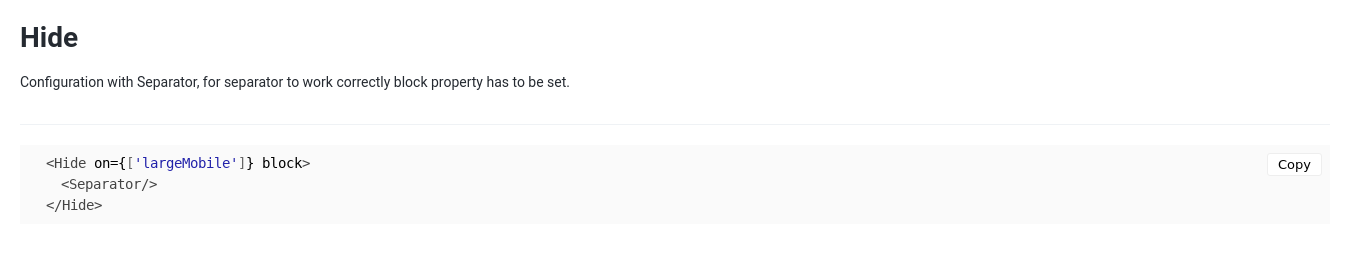 Hide
Configuration with Separator, for separator to work correctly block property has to be set.
<Hide on={['largeMobile']} block>
<Separator/>
</Hide>
Copy